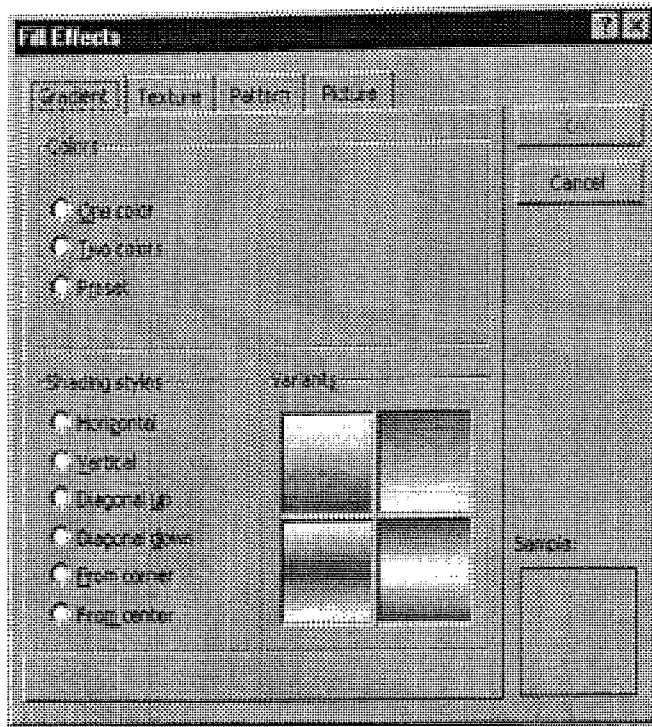 Fill Effects
Gradient Texture Pattern Picture
Colors
OK
Cancel
One color
Two colors
Preset
Shading styles
Variants
Horizontal
Vertical
Diagonal up
Diagonal down
From corner
From center
Sample: